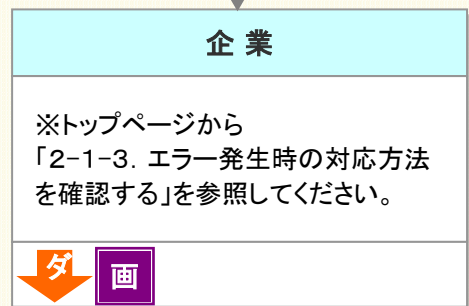 企 業
※トップページから
「2-1-3．エラー発生時の対応方法
を確認する」を参照してください。
ダ 画